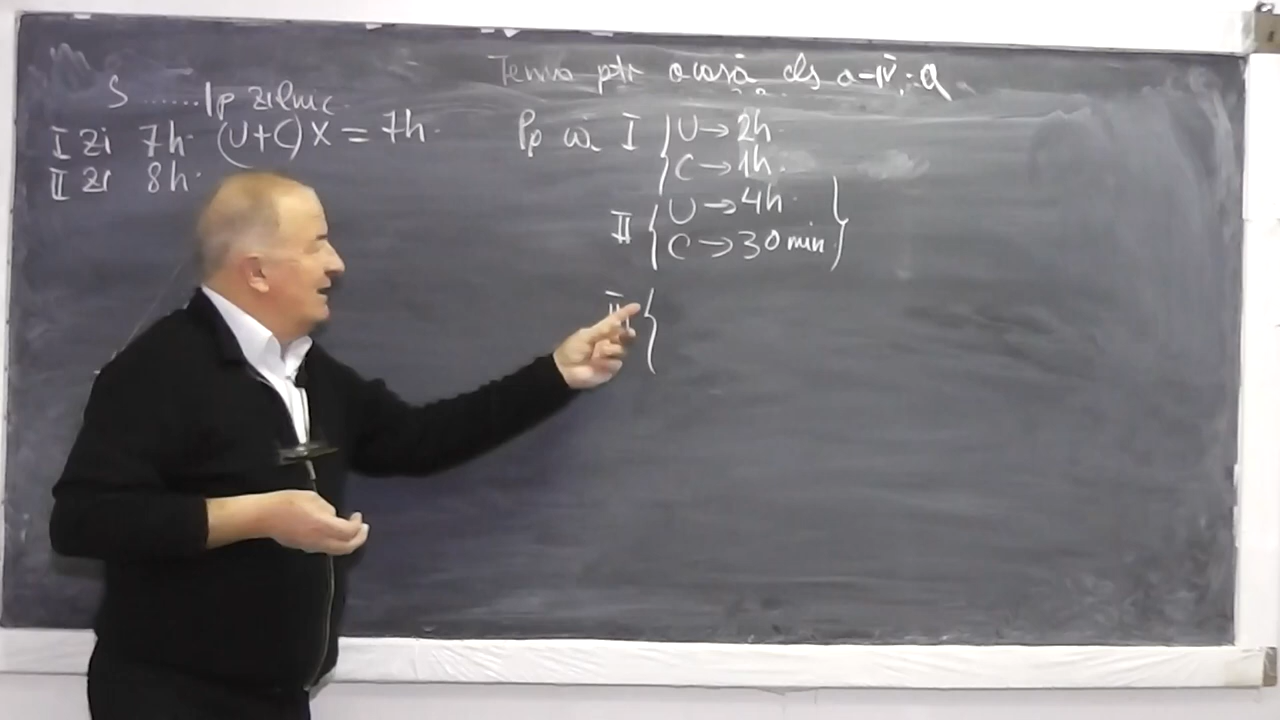 Tema ptr acasă cls a-IV-a
S ......1p zilnic
I zi 7h (U+C)X = 7h.
II zi 8h.
Pp că I { U→2h.
C→1h.
II { U→4h. }
C→30min
III {